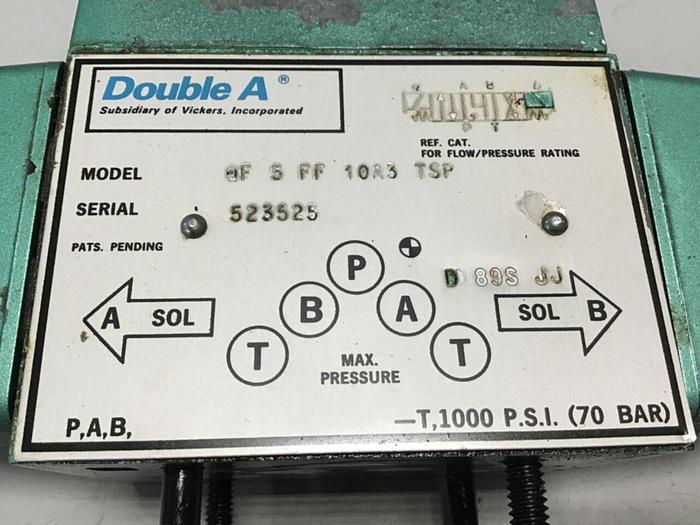 Double A ®
Subsidiary of Vickers, Incorporated
A B
P T
REF. CAT.
FOR FLOW/PRESSURE RATING
MODEL QF 5 FF 10A3 TSP
SERIAL 523525
PATS. PENDING
P
D 89S JJ
A SOL
B
A
SOL B
T
T
MAX.
PRESSURE
P,A,B,
—T,1000 P.S.I. (70 BAR)